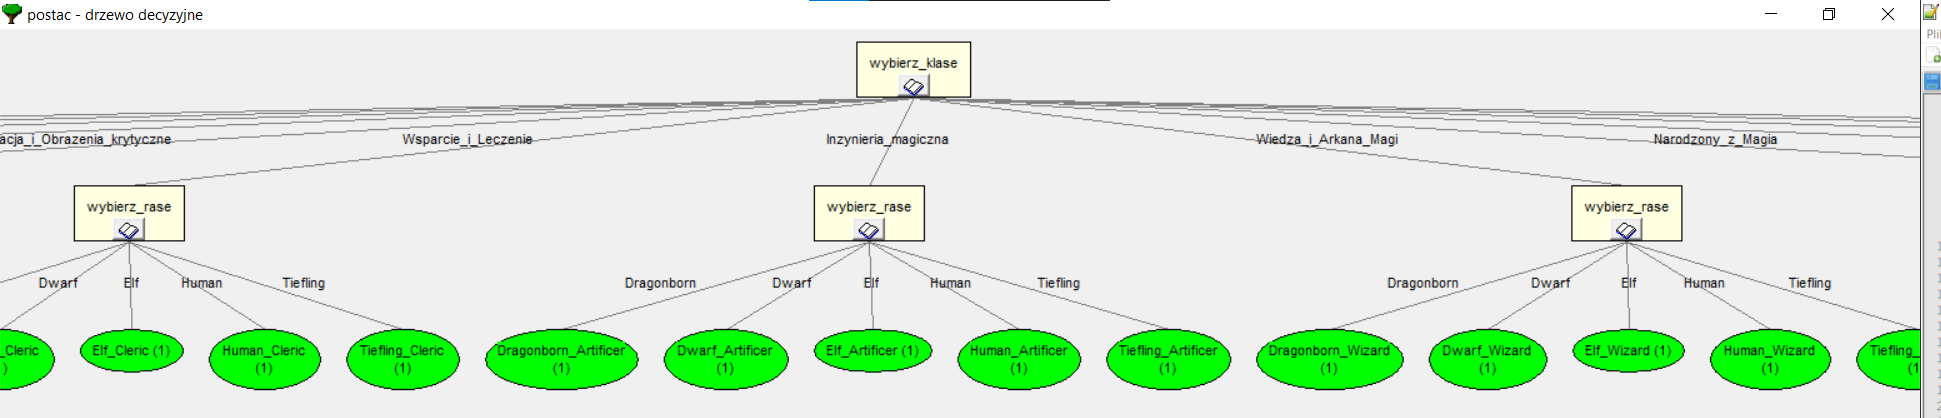 postac - drzewo decyzyjne
Pli
wybierz_klase
acja_i_Obrazenia_krytyczne
Wsparcie_i_Leczenie
Inzynieria_magiczna
Wiedza_i_Arkana_Magi
Narodzony_z_Magia
wybierz_rase
wybierz_rase
wybierz_rase
Dwarf
Elf
Human
Tiefling
Dragonborn
Dwarf
Elf
Human
Tiefling
Dragonborn
Dwarf
Elf
Human
Tiefling
_Cleric
)
Elf_Cleric (1)
Human_Cleric
(1)
Tiefling_Cleric
(1)
Dragonborn_Artificer
(1)
Dwarf_Artificer
(1)
Elf_Artificer (1)
Human_Artificer
(1)
Tiefling_Artificer
(1)
Dragonborn_Wizard
(1)
Dwarf_Wizard
(1)
Elf_Wizard (1)
Human_Wizard
(1)
Tiefling_
(1)